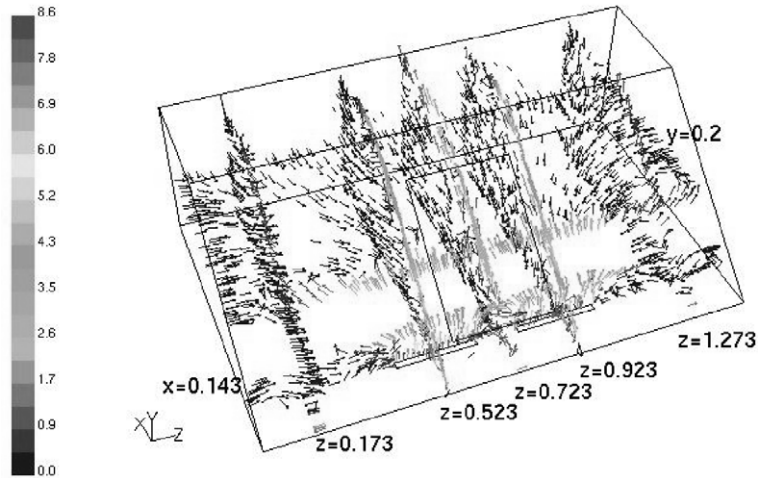 8.6
7.8
6.9
6.0
5.2
4.3
3.5
2.6
1.7
0.9
0.0
y=0.2
z=1.273
z=0.923
z=0.723
z=0.523
z=0.173
x=0.143
X Y Z